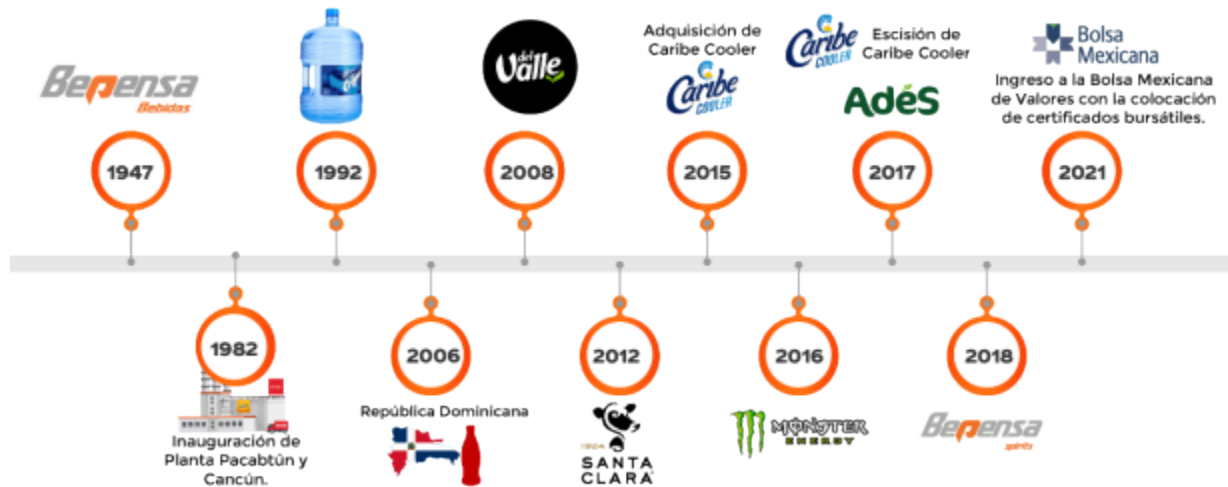 Bepensa
Bebidas
1947
1982
Inauguración de
Planta Pacabtún y
Cancún.
1992
2006
República Dominicana
del
Valle
2008
2012
1924
SANTA
CLARA
Adquisición de
Caribe Cooler
Caribe
COOLER
2015
2016
MONSTER
ENERGY
Caribe
COOLER
Escisión de
Caribe Cooler
AdeS
2017
2018
Bepensa
spirits
Bolsa
Mexicana
Ingreso a la Bolsa Mexicana
de Valores con la colocación
de certificados bursátiles.
2021